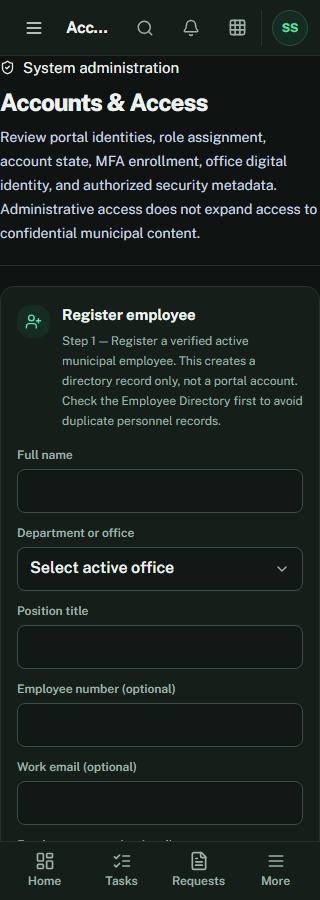 Acc...
SS
System administration
Accounts & Access
Review portal identities, role assignment,
account state, MFA enrollment, office digital
identity, and authorized security metadata.
Administrative access does not expand access to
confidential municipal content.
Register employee
Step 1 — Register a verified active
municipal employee. This creates a
directory record only, not a portal account.
Check the Employee Directory first to avoid
duplicate personnel records.
Full name
Department or office
Select active office
Position title
Employee number (optional)
Work email (optional)
Home
Tasks
Requests
More